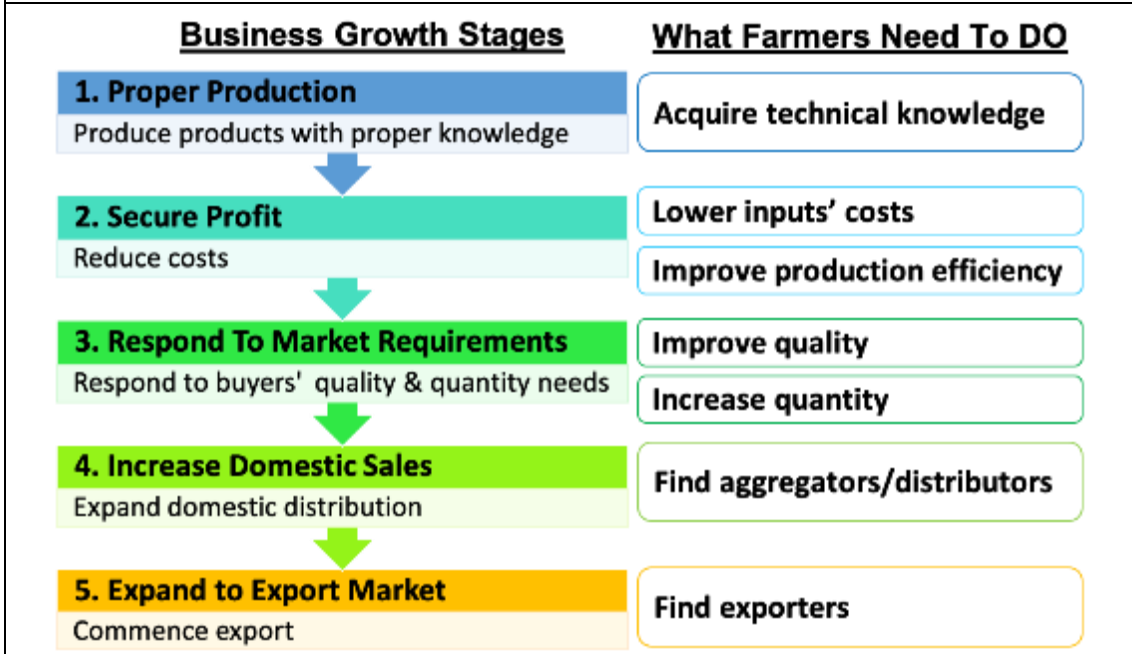 Business Growth Stages
What Farmers Need To DO
1. Proper Production
Produce products with proper knowledge
Acquire technical knowledge
2. Secure Profit
Reduce costs
Lower inputs' costs
Improve production efficiency
3. Respond To Market Requirements
Respond to buyers' quality & quantity needs
Improve quality
Increase quantity
4. Increase Domestic Sales
Expand domestic distribution
Find aggregators/distributors
5. Expand to Export Market
Commence export
Find exporters